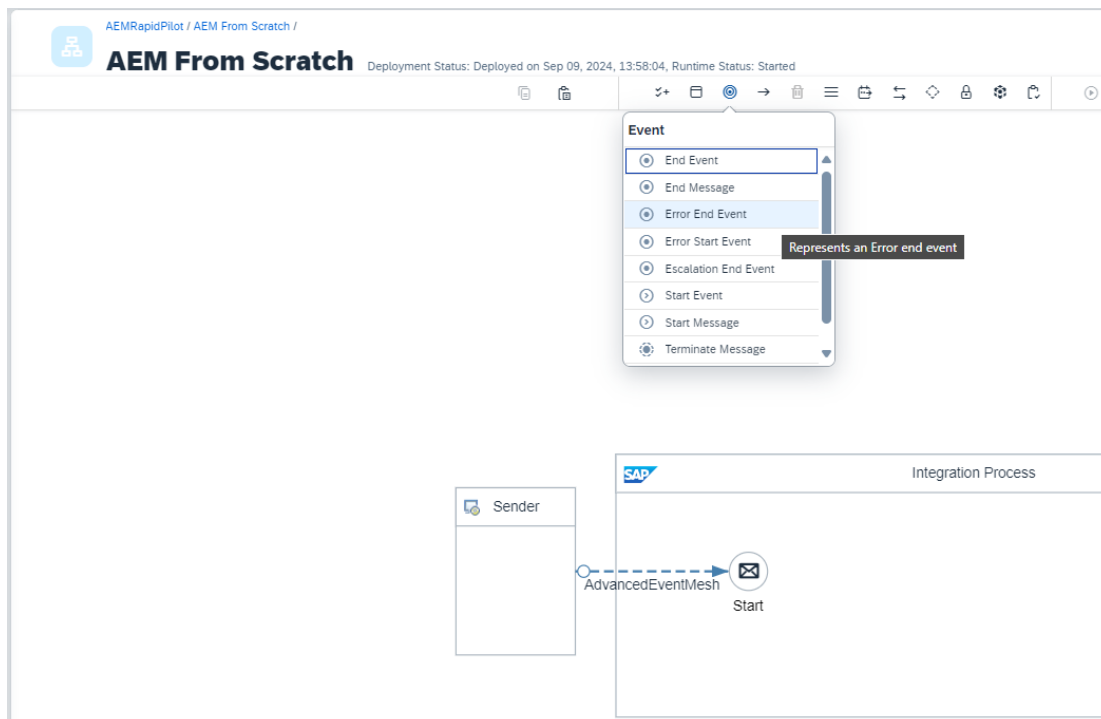 AEMRapidPilot / AEM From Scratch /
AEM From Scratch Deployment Status: Deployed on Sep 09, 2024, 13:58:04, Runtime Status: Started
Event
End Event
End Message
Error End Event
Error Start Event
Represents an Error end event
Escalation End Event
Start Event
Start Message
Terminate Message
SAP Integration Process
Sender
AdvancedEventMesh
Start